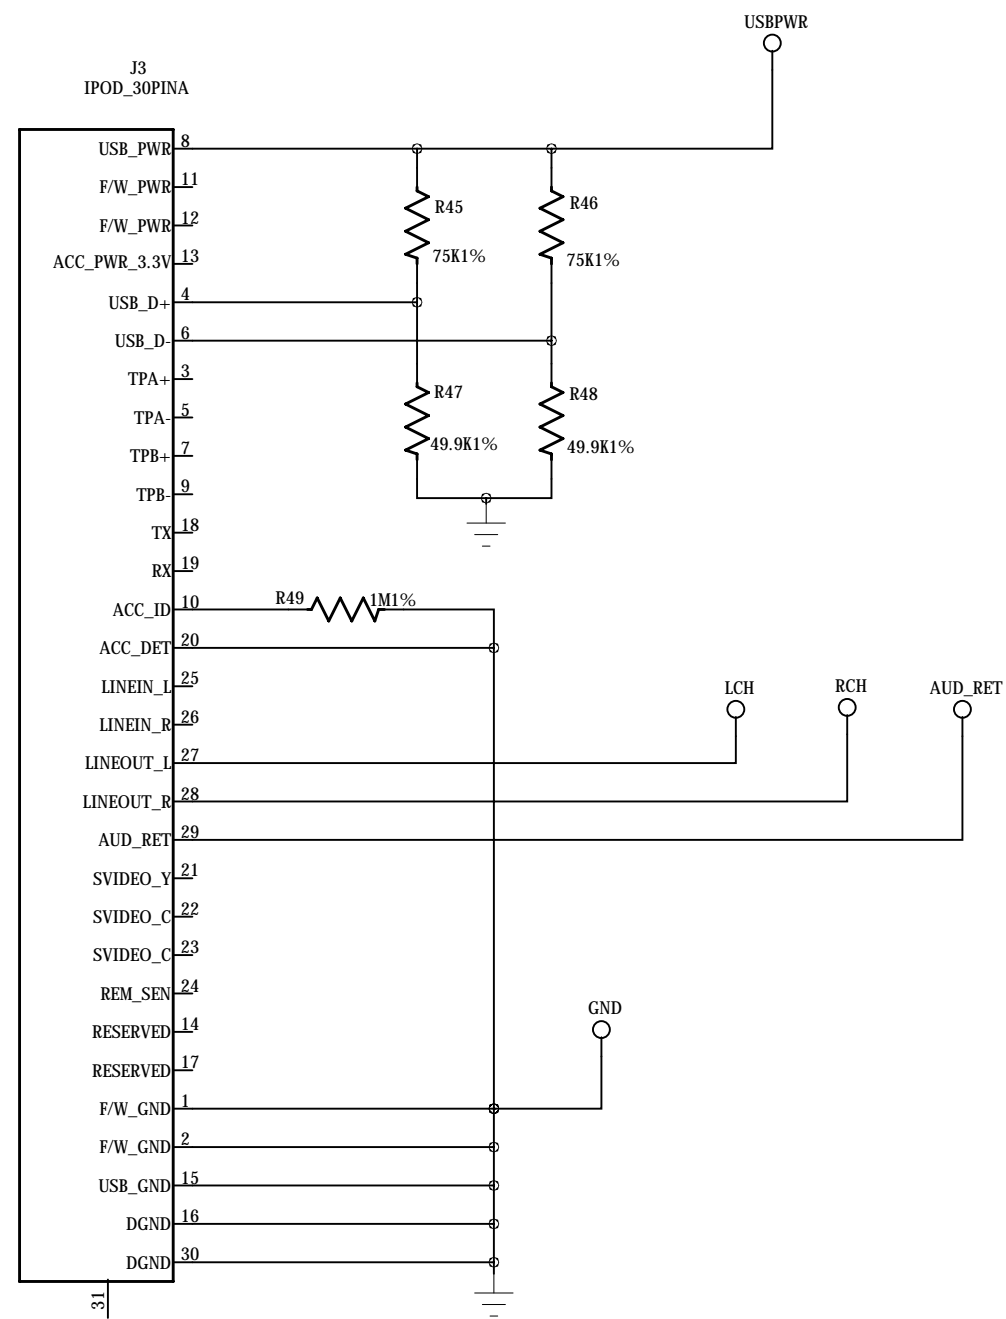 USBPWR
J3
IPOD_30PINA
USB_PWR 8
F/W_PWR 11
R45
R46
F/W_PWR 12
75K1%
75K1%
ACC_PWR_3.3V 13
USB_D+ 4
USB_D- 6
TPA+ 3
R47
R48
TPA- 5
49.9K1%
49.9K1%
TPB+ 7
TPB- 9
TX 18
RX 19
R49
1M1%
ACC_ID 10
ACC_DET 20
LINEIN_L 25
LCH
RCH
AUD_RET
LINEIN_R 26
LINEOUT_L 27
LINEOUT_R 28
AUD_RET 29
SVIDEO_Y 21
SVIDEO_C 22
SVIDEO_C 23
REM_SEN 24
GND
RESERVED 14
RESERVED 17
F/W_GND 1
F/W_GND 2
USB_GND 15
DGND 16
DGND 30
31